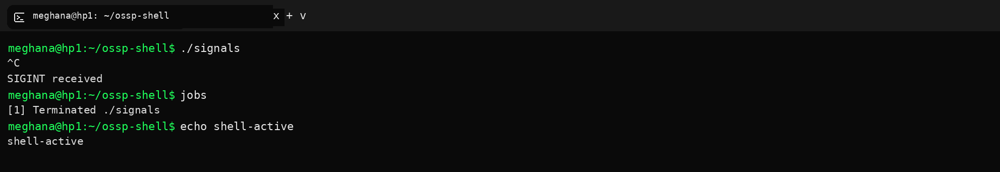 meghana@hp1: ~/ossp-shell x + v
meghana@hp1:~/ossp-shell$ ./signals
^C
SIGINT received
meghana@hp1:~/ossp-shell$ jobs
[1] Terminated ./signals
meghana@hp1:~/ossp-shell$ echo shell-active
shell-active